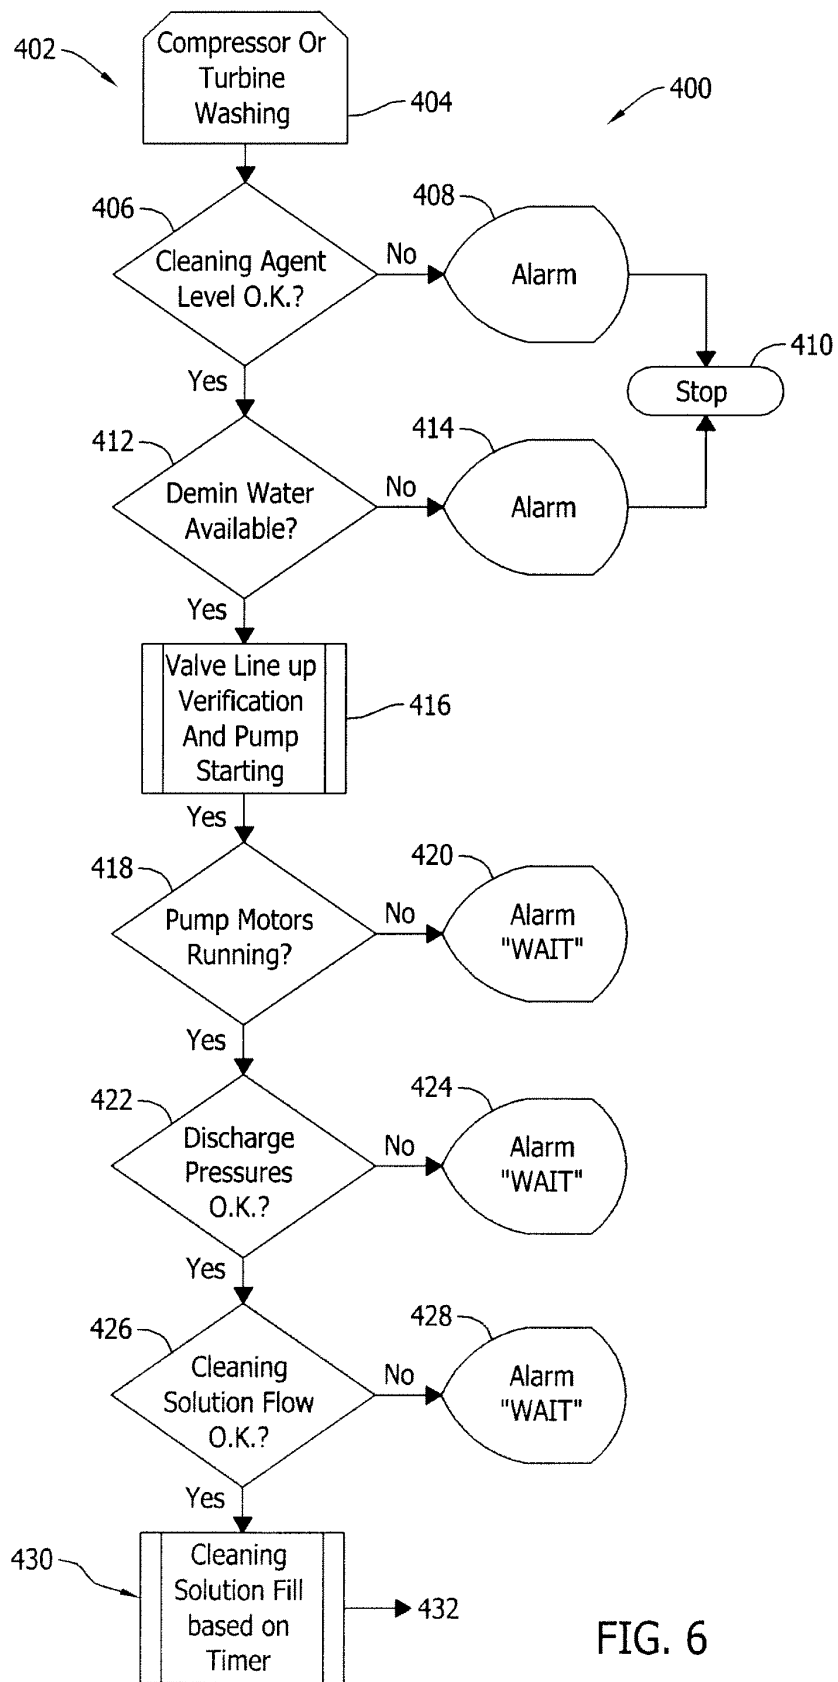 402
Compressor Or
Turbine
Washing
404
400
406
Cleaning Agent
Level O.K.?
No
408
Alarm
410
Stop
Yes
412
Demin Water
Available?
No
414
Alarm
Yes
Valve Line up
Verification
And Pump
Starting
416
Yes
418
Pump Motors
Running?
No
420
Alarm
"WAIT"
Yes
422
Discharge
Pressures
O.K.?
No
424
Alarm
"WAIT"
Yes
426
Cleaning
Solution Flow
O.K.?
No
428
Alarm
"WAIT"
Yes
430
Cleaning
Solution Fill
based on
Timer
432
FIG. 6